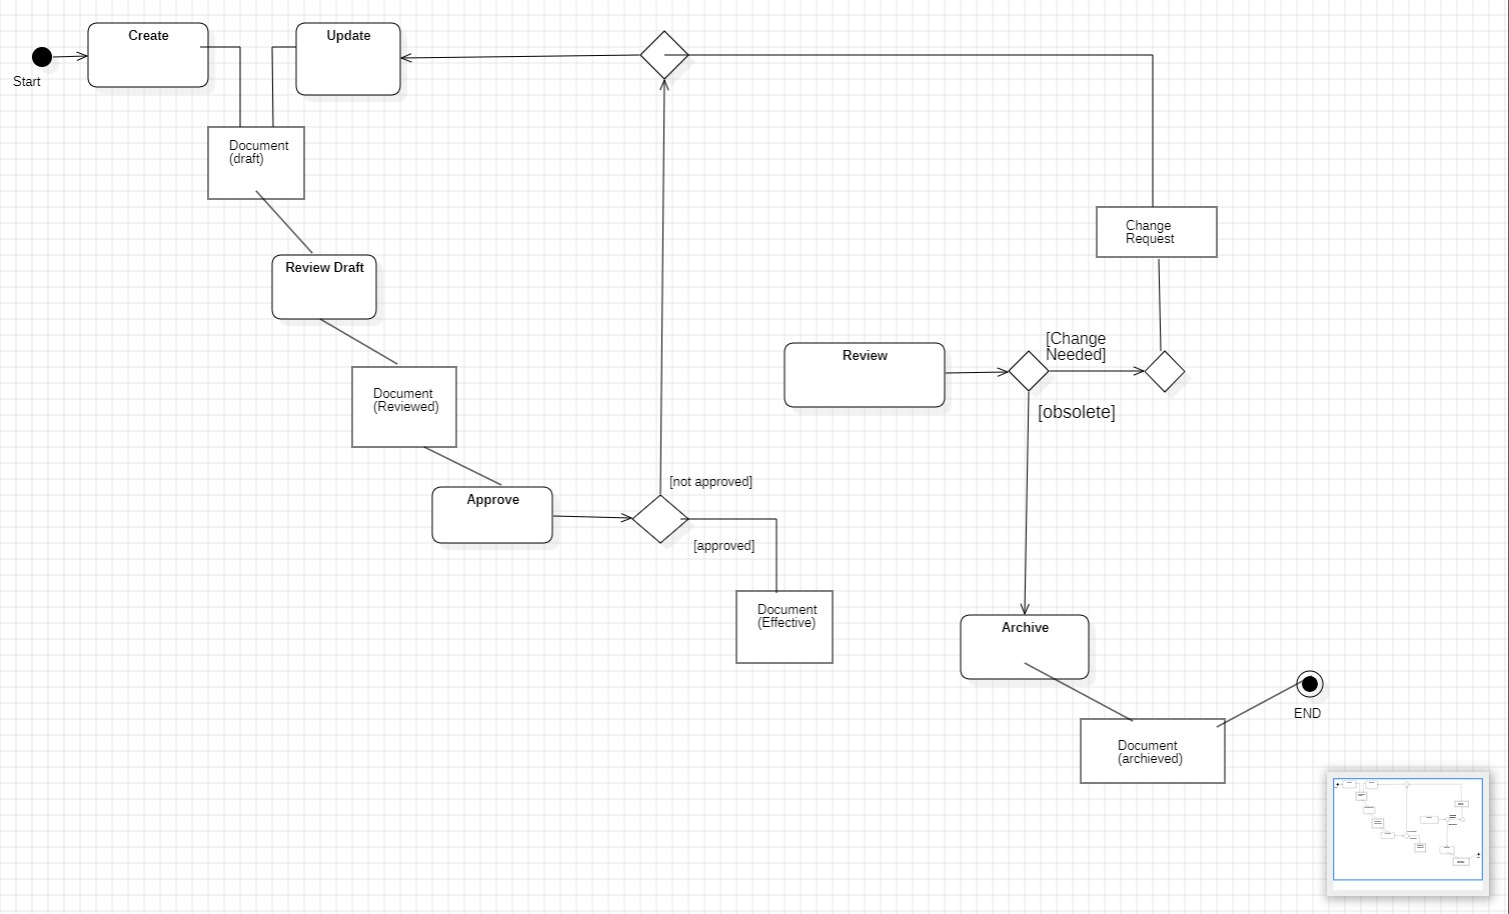 Create
Update
Start
Document
(draft)
Change
Request
Review Draft
[Change
Needed]
Review
Document
(Reviewed)
[obsolete]
[not approved]
Approve
[approved]
Document
(Effective)
Archive
END
Document
(archieved)